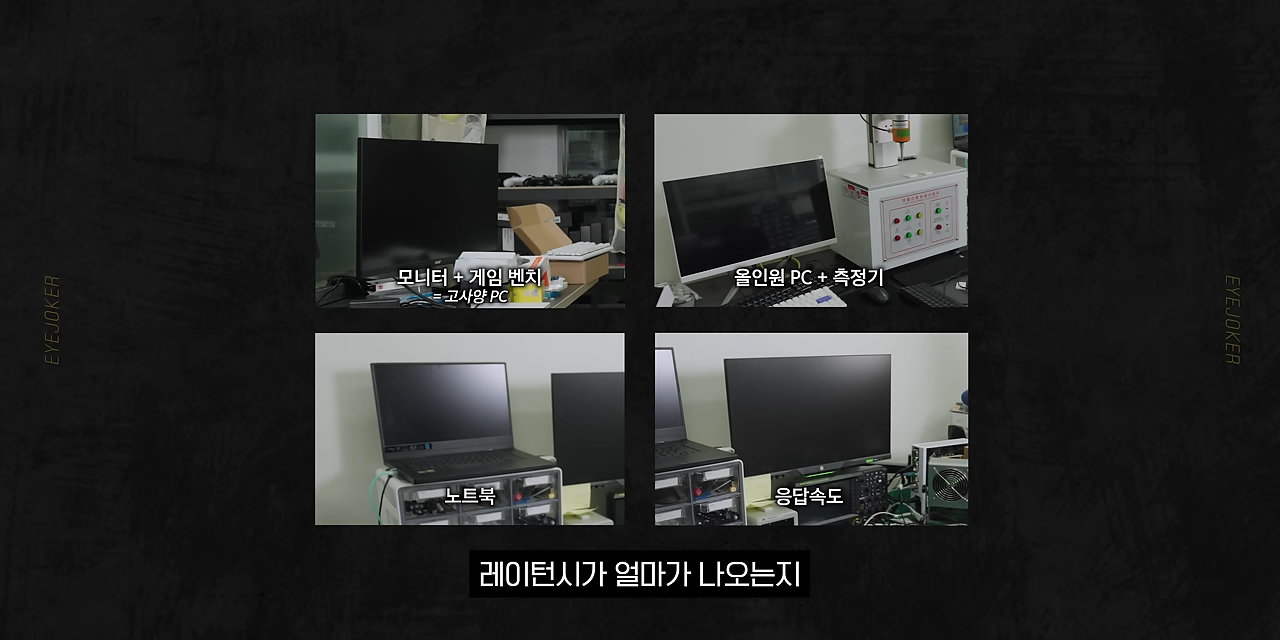 모니터 + 게임 벤치
= 고사양 PC
올인원 PC + 측정기
노트북
응답속도
레이턴시가 얼마가 나오는지
EYEJOKER
EYEJOKER